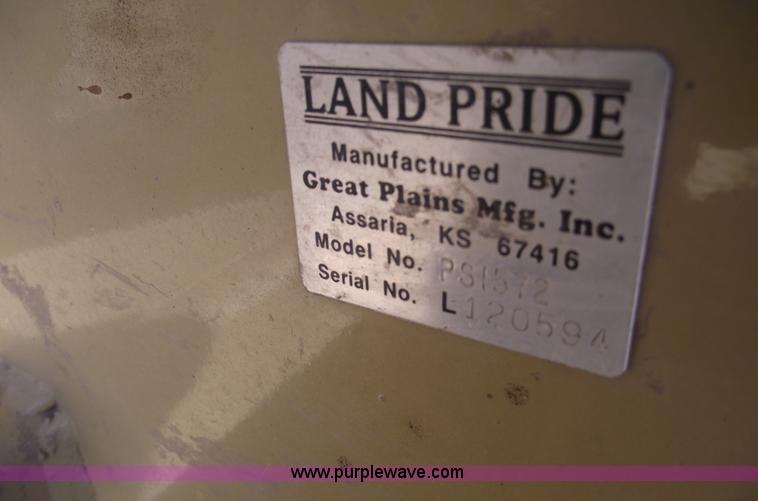 LAND PRIDE
Manufactured By:
Great Plains Mfg. Inc.
Assaria, KS 67416
Model No. PS1572
Serial No. L120594
www.purplewave.com